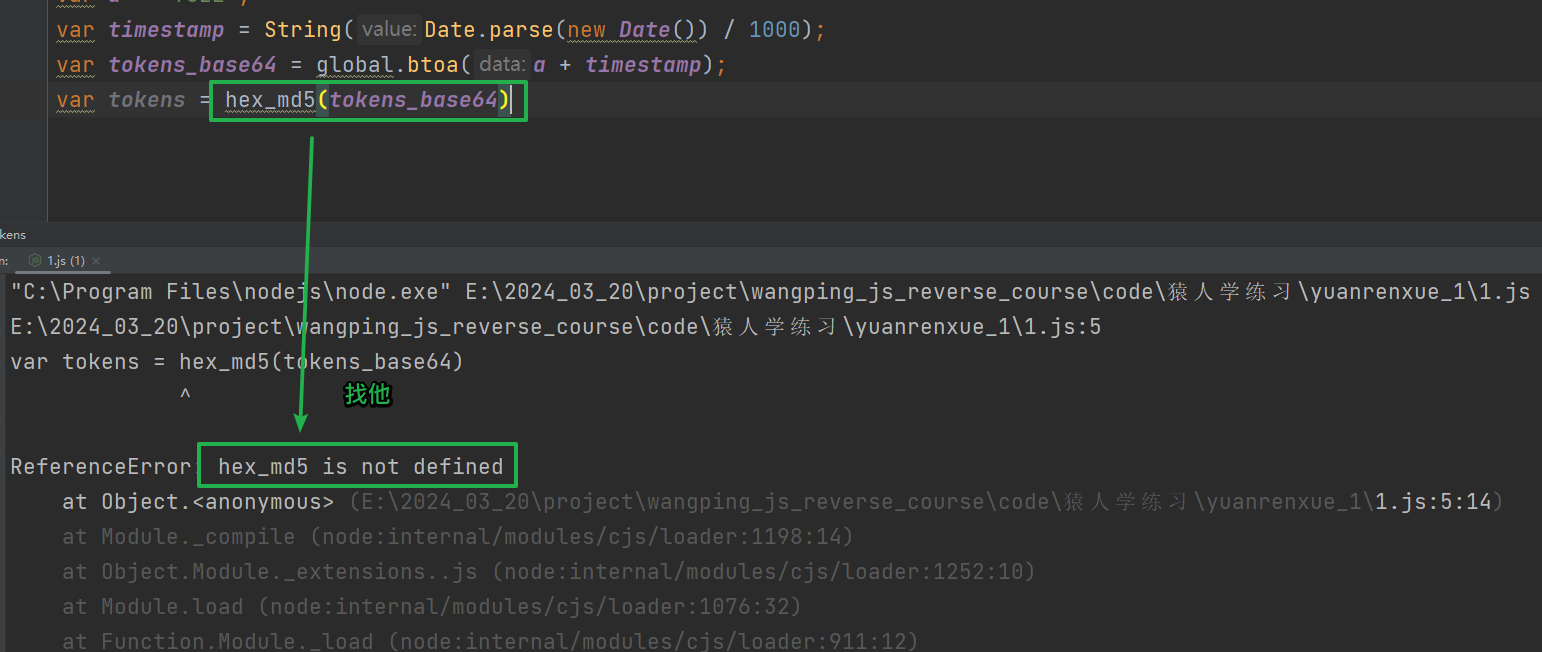 var timestamp = String( value: Date.parse(new Date()) / 1000);
var tokens_base64 = global.btoa( data: a + timestamp);
var tokens = hex_md5(tokens_base64)
kens
n: 1.js (1) ×
"C:\Program Files\nodejs\node.exe" E:\2024_03_20\project\wangping_js_reverse_course\code\猿人学练习\yuanrenxue_1\1.js
E:\2024_03_20\project\wangping_js_reverse_course\code\猿人学练习\yuanrenxue_1\1.js:5
var tokens = hex_md5(tokens_base64)
^
找他
ReferenceError: hex_md5 is not defined
at Object.<anonymous> (E:\2024_03_20\project\wangping_js_reverse_course\code\猿人学练习\yuanrenxue_1\1.js:5:14)
at Module._compile (node:internal/modules/cjs/loader:1198:14)
at Object.Module._extensions..js (node:internal/modules/cjs/loader:1252:10)
at Module.load (node:internal/modules/cjs/loader:1076:32)
at Function.Module._load (node:internal/modules/cjs/loader:911:12)